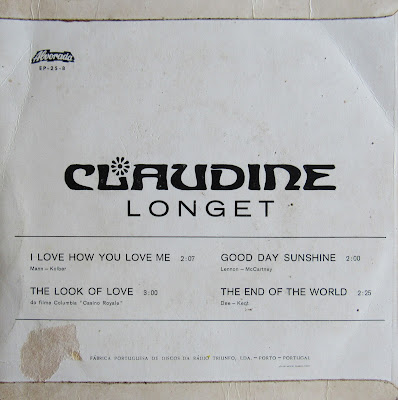 Alvorada
EP-25-8
CLAUDINE
LONGET
I LOVE HOW YOU LOVE ME 2:07
Mann – Kolber
THE LOOK OF LOVE 3:00
do filme Columbia "Casino Royale"
GOOD DAY SUNSHINE 2:00
Lennon – McCartney
THE END OF THE WORLD 2:25
Dee – Kent
FÁBRICA PORTUGUESA DE DISCOS DA RÁDIO TRIUNFO, LDA. – PORTO – PORTUGAL